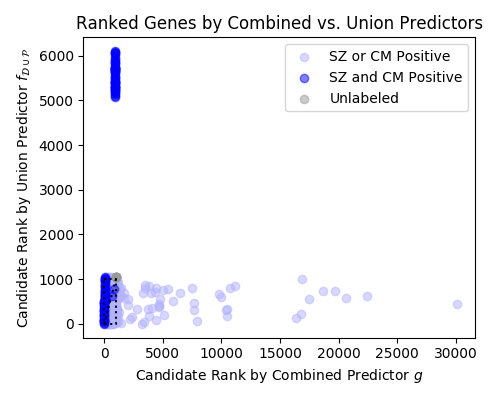 Ranked Genes by Combined vs. Union Predictors
SZ or CM Positive
SZ and CM Positive
Unlabeled
Candidate Rank by Union Predictor f_{D∪P}
6000
5000
4000
3000
2000
1000
0
0 5000 10000 15000 20000 25000 30000
Candidate Rank by Combined Predictor g